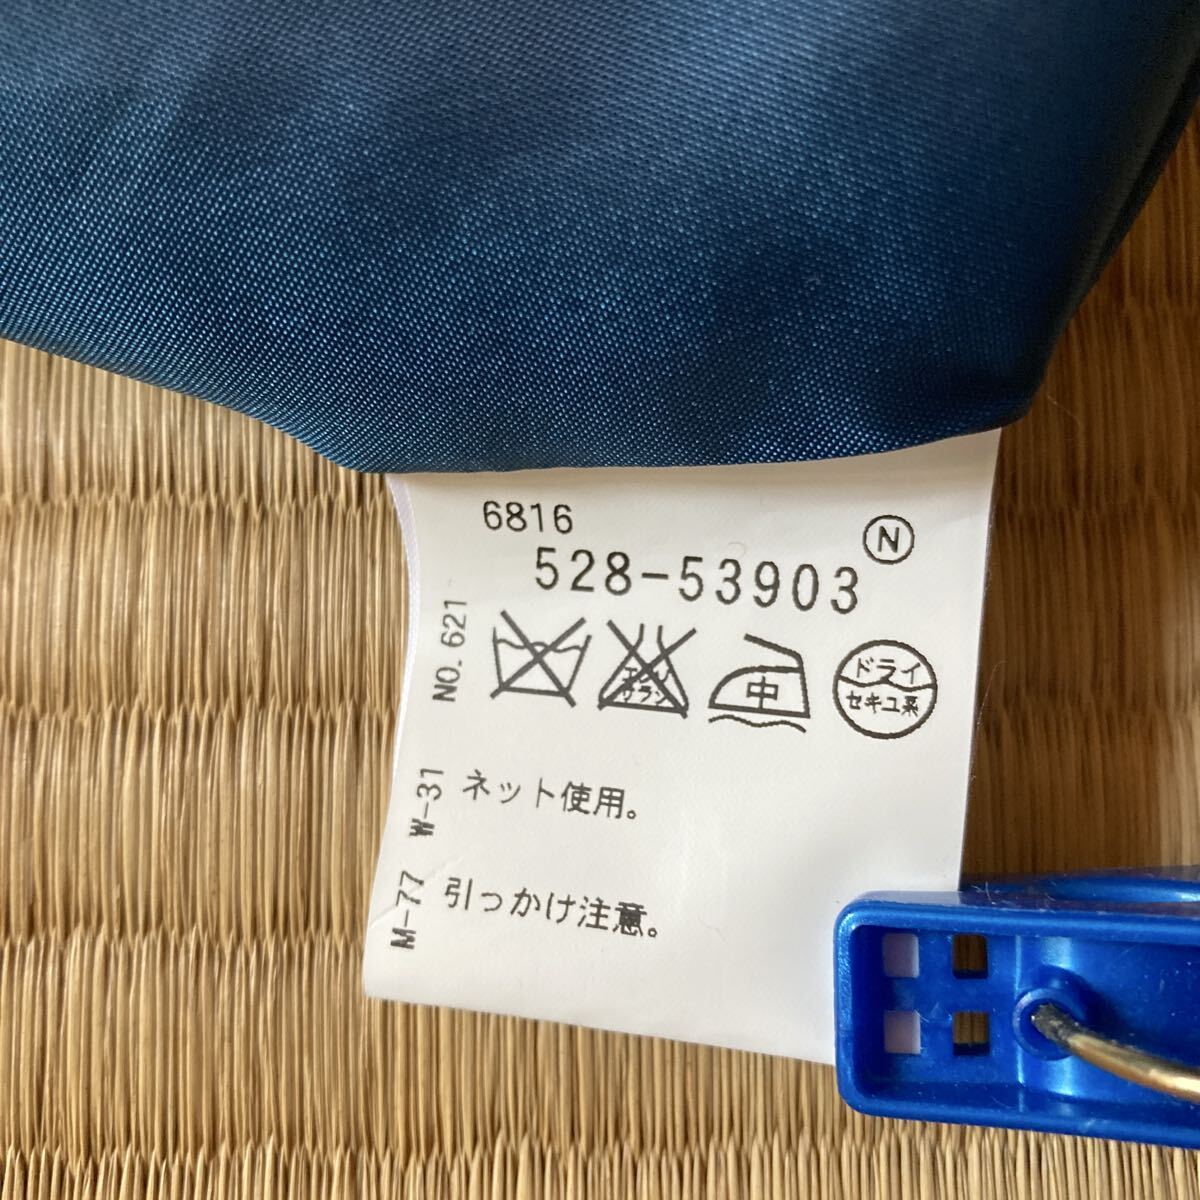 6816
528-53903 Ⓝ
エンソ
サラシ
中
ドライ
セキユ系
ネット使用。
引っかけ注意。
M-77 W-31 NO. 621